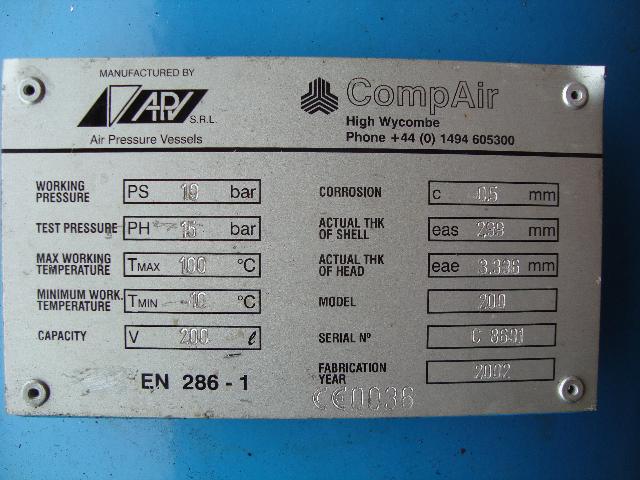 MANUFACTURED BY
APV S.R.L.
Air Pressure Vessels
CompAir
High Wycombe
Phone +44 (0) 1494 605300
WORKING PRESSURE PS 10 bar
TEST PRESSURE PH 15 bar
MAX WORKING TEMPERATURE TMAX 100 °C
MINIMUM WORK. TEMPERATURE TMIN -10 °C
CAPACITY V 200 ℓ
EN 286 - 1
CORROSION c 0.5 mm
ACTUAL THK OF SHELL eas mm
ACTUAL THK OF HEAD eae 3.336 mm
MODEL 200
SERIAL Nº C 8691
FABRICATION YEAR 2002
CE0036